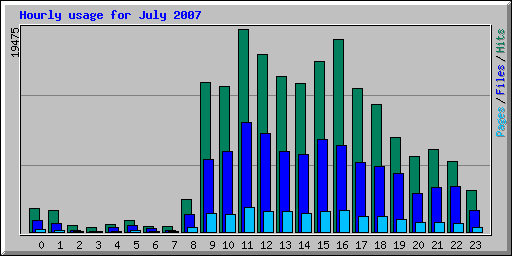 Hourly usage for July 2007
19475
Pages / Files / Hits
0 1 2 3 4 5 6 7 8 9 10 11 12 13 14 15 16 17 18 19 20 21 22 23